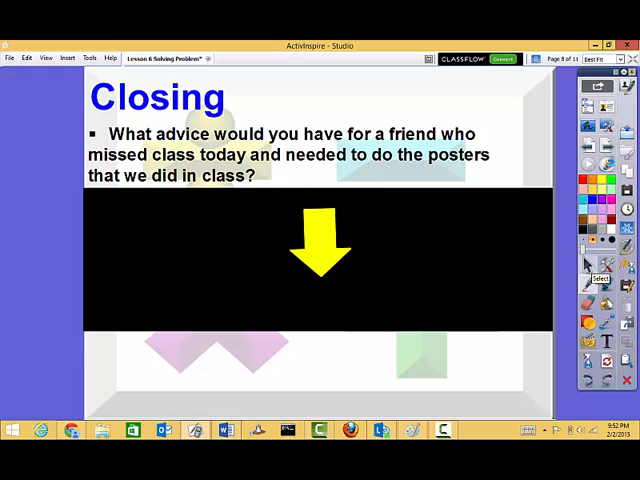 ActivInspire - Studio
File Edit View Insert Tools Help
Lesson 6 Solving Problem*
CLASSFLOW Connect
Page 8 of 11 Best Fit
Closing
▪ What advice would you have for a friend who
missed class today and needed to do the posters
that we did in class?
Select
9:52 PM
2/2/2015